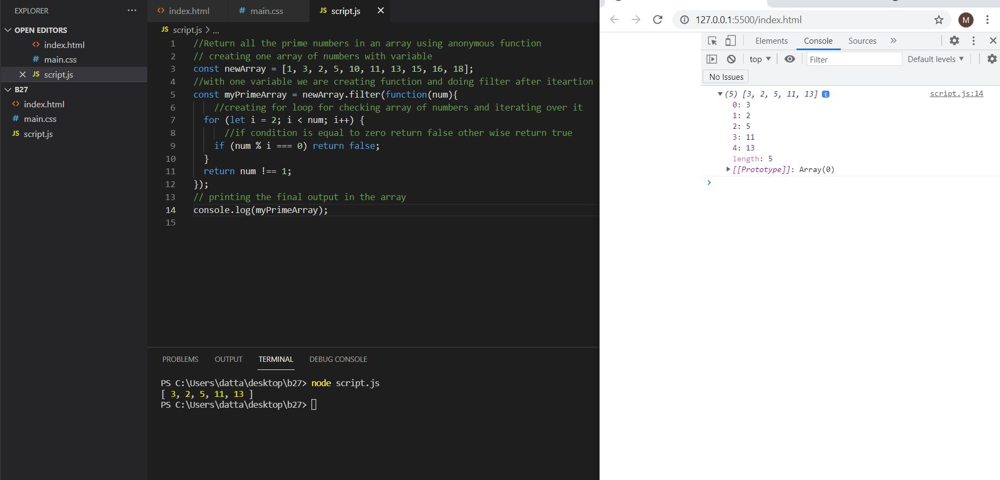 EXPLORER
OPEN EDITORS
index.html
main.css
JS script.js
B27
index.html
main.css
JS script.js
index.html
main.css
JS script.js
JS script.js > ...
1 //Return all the prime numbers in an array using anonymous function
2 // creating one array of numbers with variable
3 const newArray = [1, 3, 2, 5, 10, 11, 13, 15, 16, 18];
4 //with one variable we are creating function and doing filter after iteartion
5 const myPrimeArray = newArray.filter(function(num){
6 //creating for loop for checking array of numbers and iterating over it
7 for (let i = 2; i < num; i++) {
8 //if condition is equal to zero return false other wise return true
9 if (num % i === 0) return false;
10 }
11 return num !== 1;
12 });
13 // printing the final output in the array
14 console.log(myPrimeArray);
15
PROBLEMS OUTPUT TERMINAL DEBUG CONSOLE
PS C:\Users\datta\desktop\b27> node script.js
[ 3, 2, 5, 11, 13 ]
PS C:\Users\datta\desktop\b27>
127.0.0.1:5500/index.html
M
Elements Console Sources »
top Filter Default levels
No Issues
(5) [3, 2, 5, 11, 13] i script.js:14
0: 3
1: 2
2: 5
3: 11
4: 13
length: 5
[[Prototype]]: Array(0)